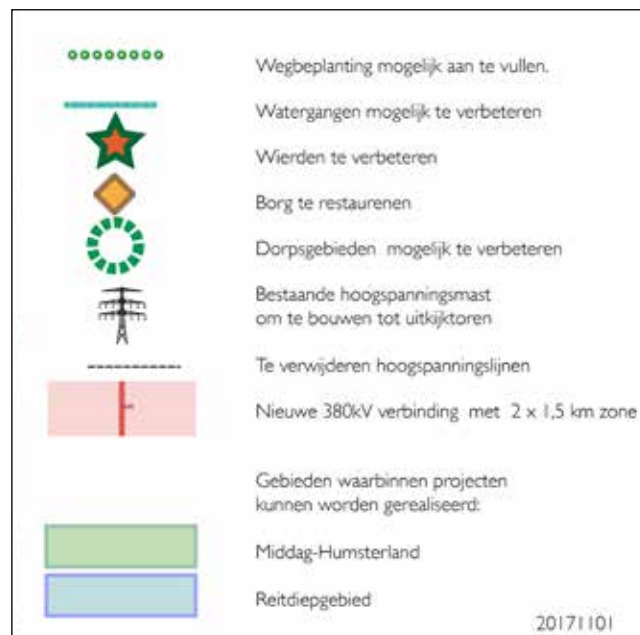 Wegbeplanting mogelijk aan te vullen.
Watergangen mogelijk te verbeteren
Wierden te verbeteren
Borg te restaurenen
Dorpsgebieden mogelijk te verbeteren
Bestaande hoogspanningsmast
om te bouwen tot uitkijktoren
Te verwijderen hoogspanningslijnen
Nieuwe 380kV verbinding met 2 x 1,5 km zone
Gebieden waarbinnen projecten
kunnen worden gerealiseerd:
Middag-Humsterland
Reitdiepgebied
20171101